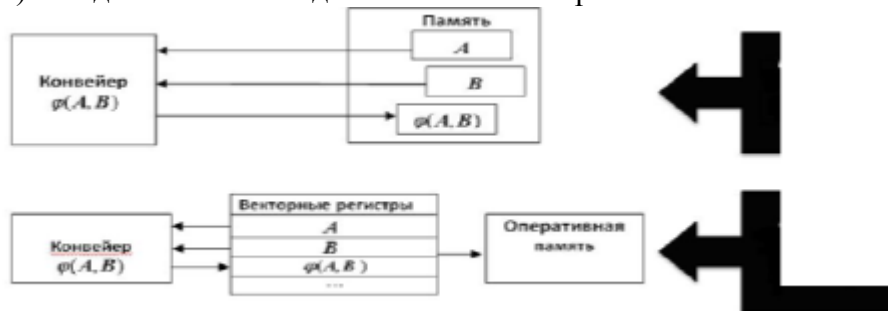 Память
A
Конвейер
B
φ(A, B)
φ(A, B)
Векторные регистры
A
Оперативная
Конвейер
B
память
φ(A, B)
φ(A, B)
...